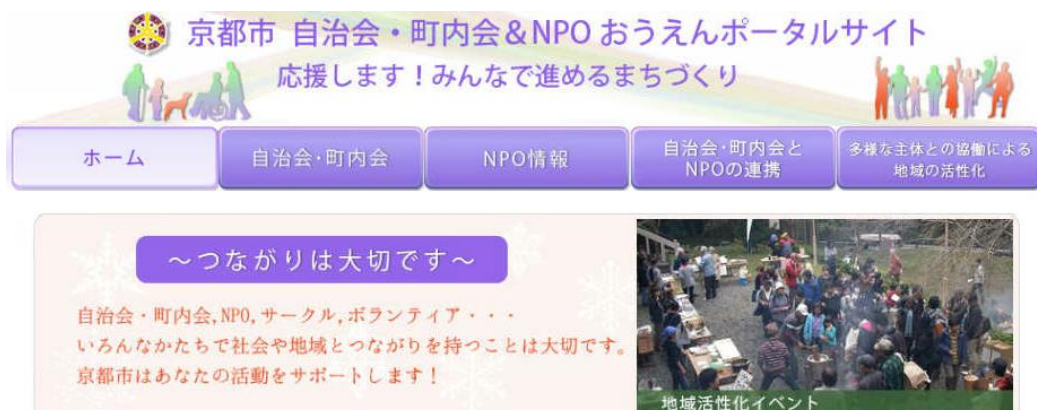 京都市 自治会・町内会&NPO おうえんポータルサイト
応援します！みんなで進めるまちづくり
ホーム
自治会・町内会
NPO情報
自治会・町内会と
NPOの連携
多様な主体との協働による
地域の活性化
～つながりは大切です～
自治会・町内会,NPO,サークル,ボランティア・・・
いろんなかたちで社会や地域とつながりを持つことは大切です。
京都市はあなたの活動をサポートします！
地域活性化イベント